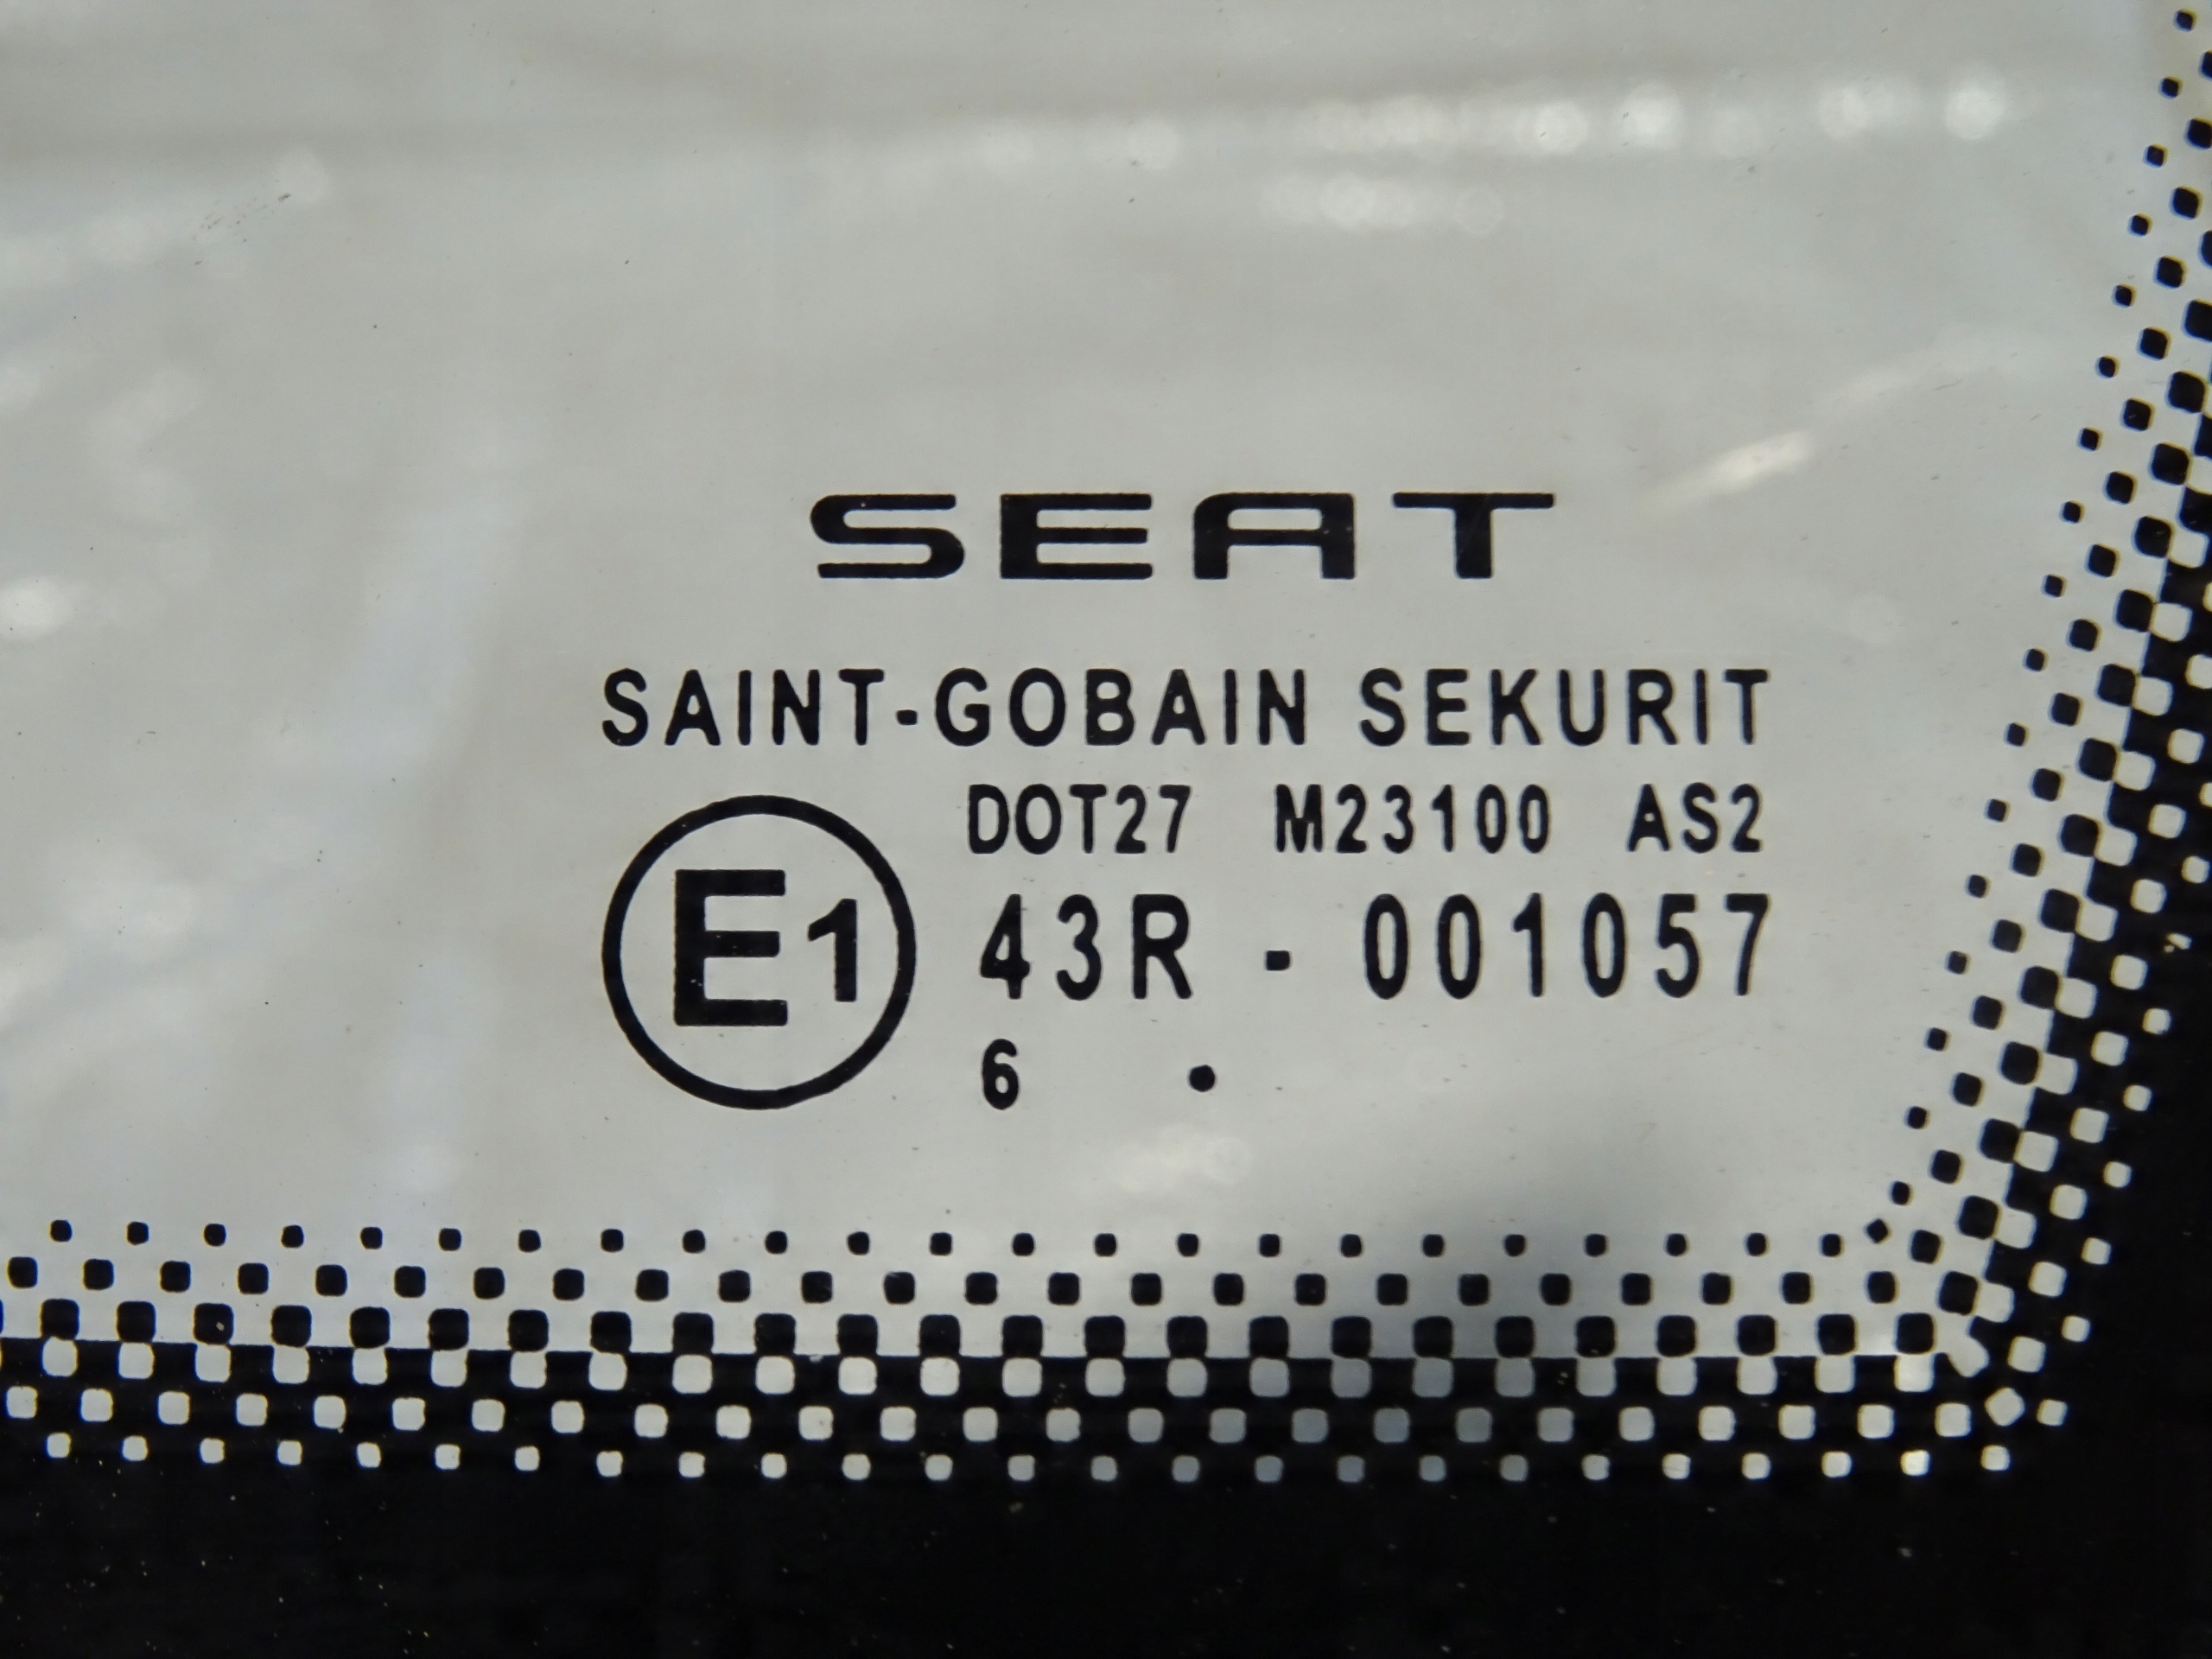 SEAT
SAINT-GOBAIN SEKURIT
DOT27 M23100 AS2
E1 43R - 001057
6 .